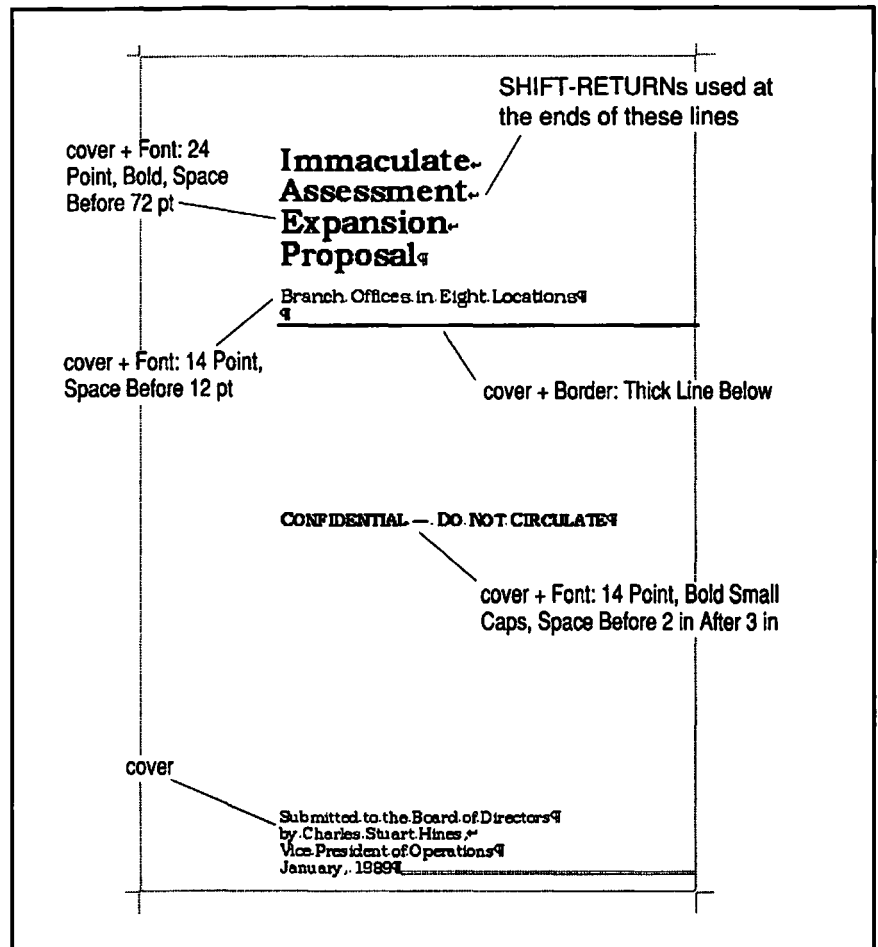 SHIFT-RETURNs used at
the ends of these lines
cover + Font: 24
Point, Bold, Space
Before 72 pt
Immaculate↵
Assessment↵
Expansion↵
Proposal¶
Branch Offices in Eight Locations¶
¶
cover + Font: 14 Point,
Space Before 12 pt
cover + Border: Thick Line Below
CONFIDENTIAL — DO NOT CIRCULATE¶
cover + Font: 14 Point, Bold Small
Caps, Space Before 2 in After 3 in
cover
Submitted to the Board of Directors¶
by Charles Stuart Hines,↵
Vice President of Operations¶
January, 1989¶